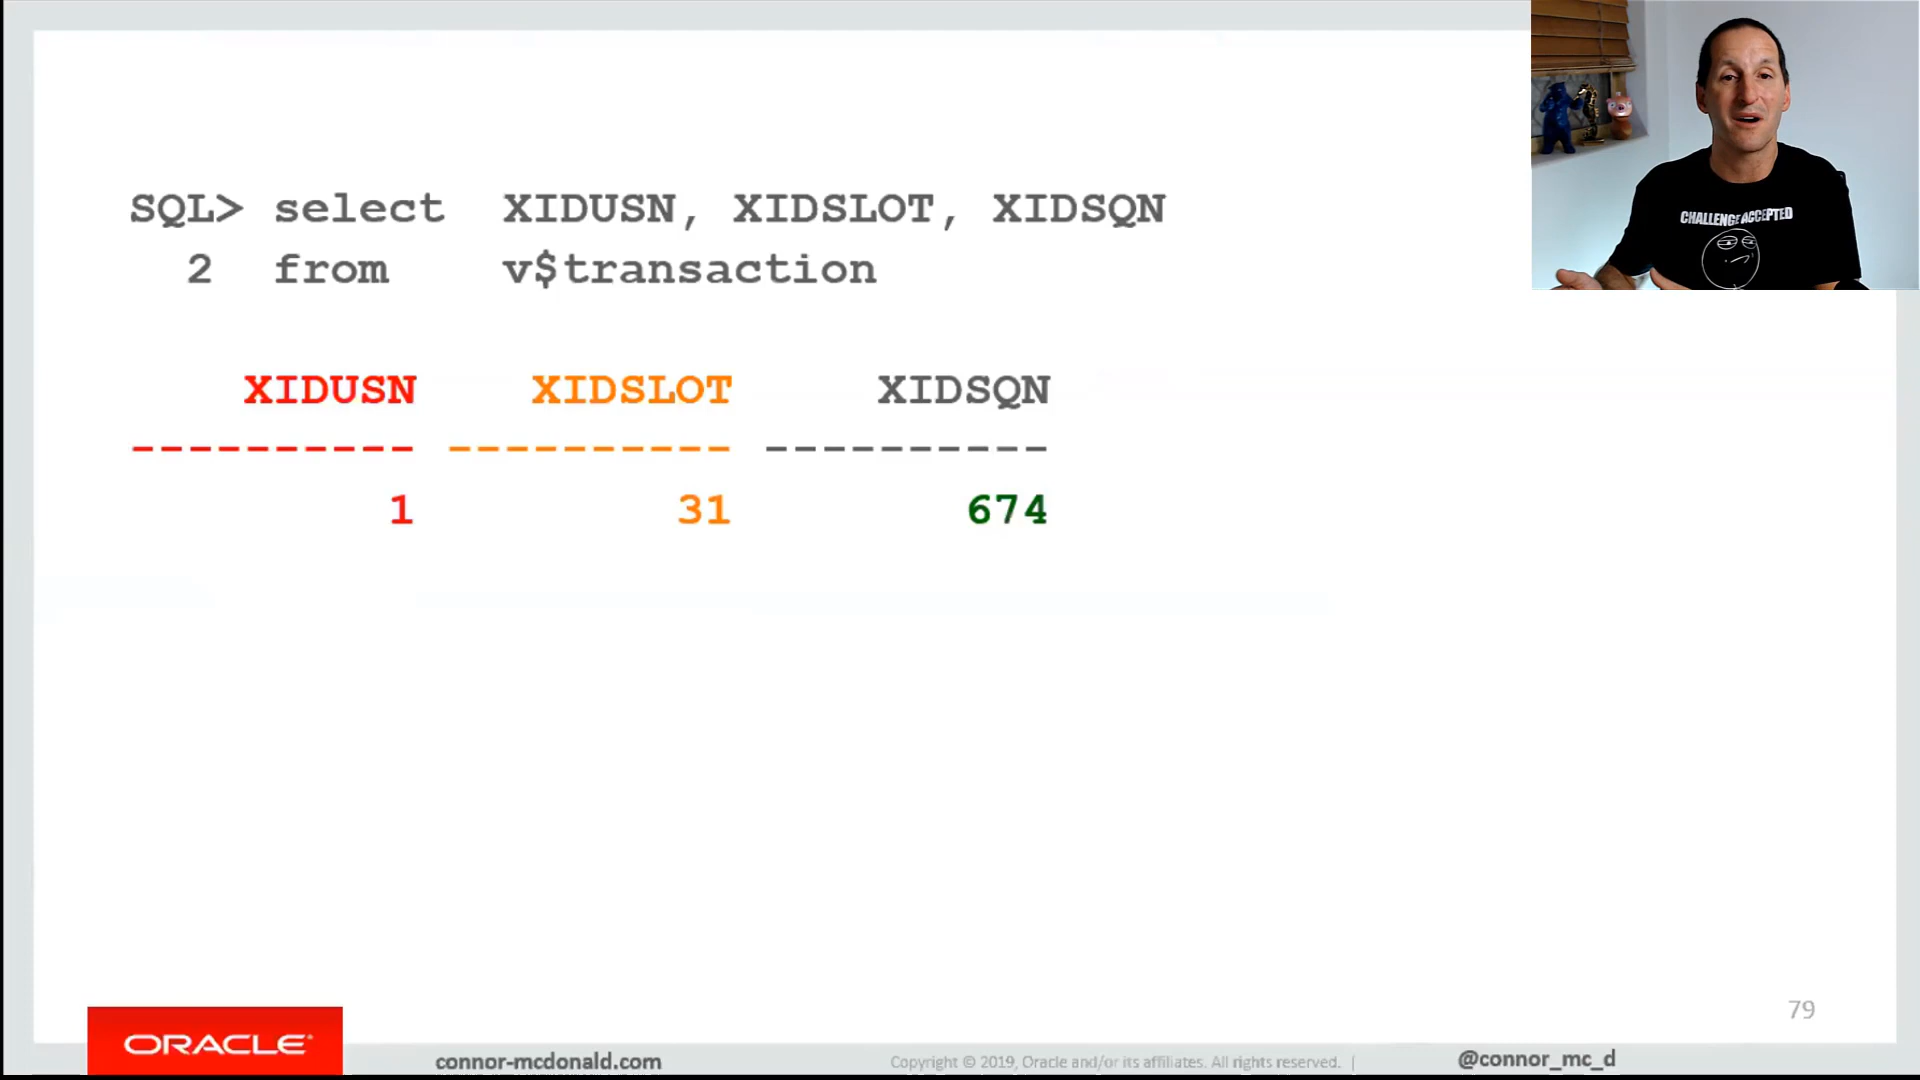 CHALLENGE ACCEPTED
SQL> select XIDUSN, XIDSLOT, XIDSQN
2 from v$transaction
XIDUSN XIDSLOT XIDSQN
---------- ---------- ----------
1 31 674
79
ORACLE
connor-mcdonald.com
Copyright © 2019, Oracle and/or its affiliates. All rights reserved. |
@connor_mc_d